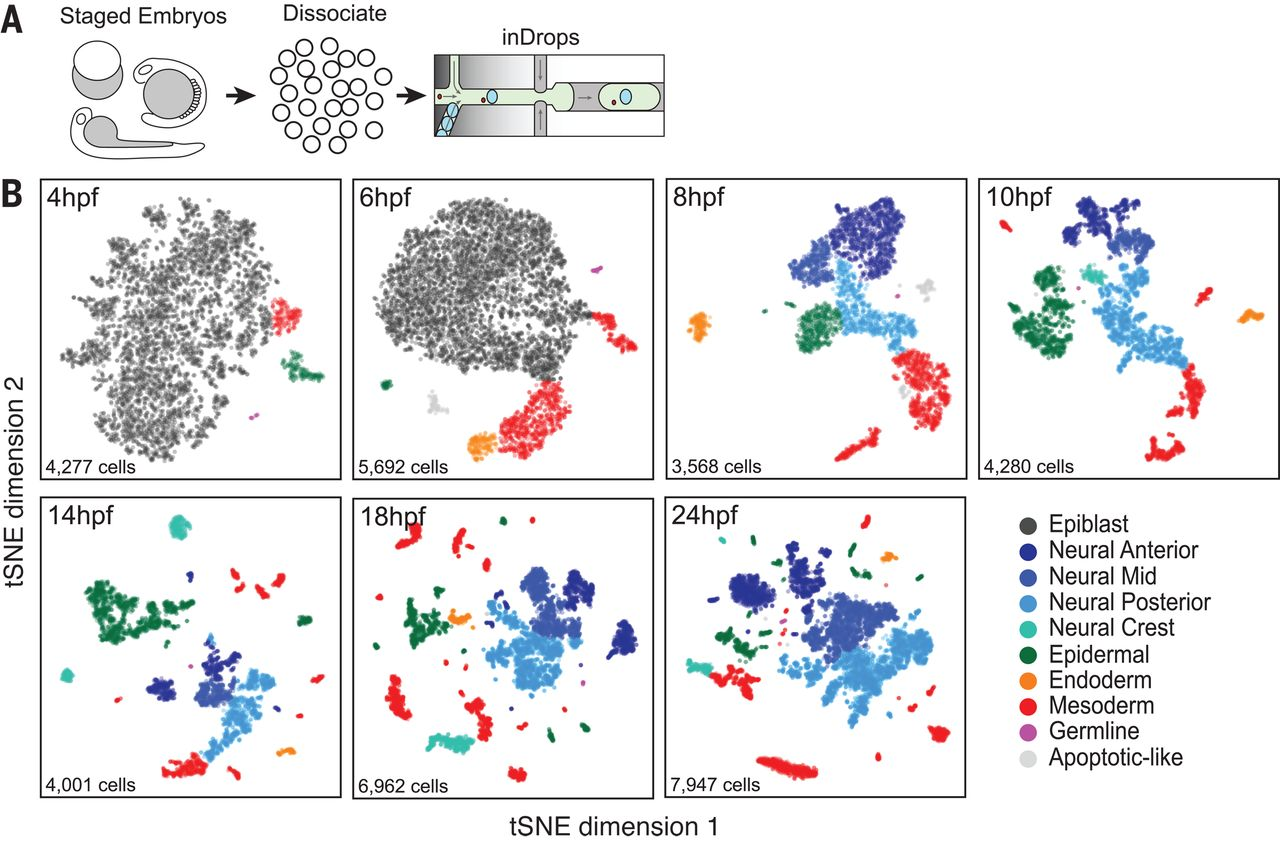 A
Staged Embryos
Dissociate
inDrops
B
4hpf
4,277 cells
6hpf
5,692 cells
8hpf
3,568 cells
10hpf
4,280 cells
14hpf
4,001 cells
18hpf
6,962 cells
24hpf
7,947 cells
tSNE dimension 2
tSNE dimension 1
Epiblast
Neural Anterior
Neural Mid
Neural Posterior
Neural Crest
Epidermal
Endoderm
Mesoderm
Germline
Apoptotic-like